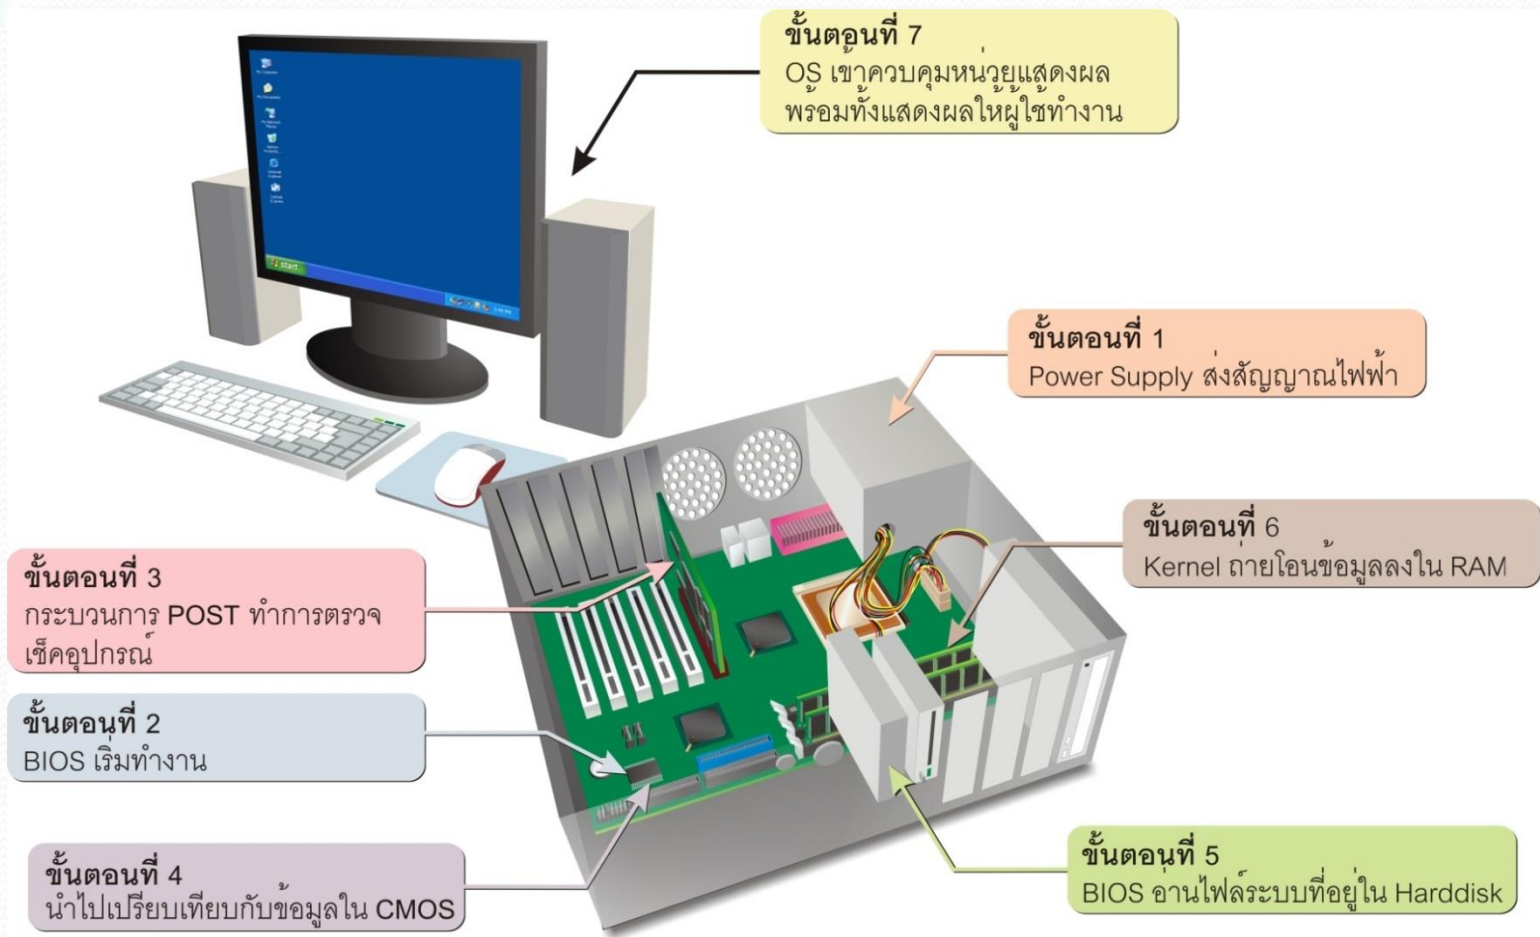 ขั้นตอนที่ 7
OS เข้าควบคุมหน่วยแสดงผล
พร้อมทั้งแสดงผลให้ผู้ใช้ทำงาน
start
ขั้นตอนที่ 1
Power Supply ส่งสัญญาณไฟฟ้า
ขั้นตอนที่ 6
Kernel ถ่ายโอนข้อมูลลงใน RAM
ขั้นตอนที่ 3
กระบวนการ POST ทำการตรวจ
เช็คอุปกรณ์
ขั้นตอนที่ 2
BIOS เริ่มทำงาน
ขั้นตอนที่ 4
นำไปเปรียบเทียบกับข้อมูลใน CMOS
ขั้นตอนที่ 5
BIOS อ่านไฟล์ระบบที่อยู่ใน Harddisk